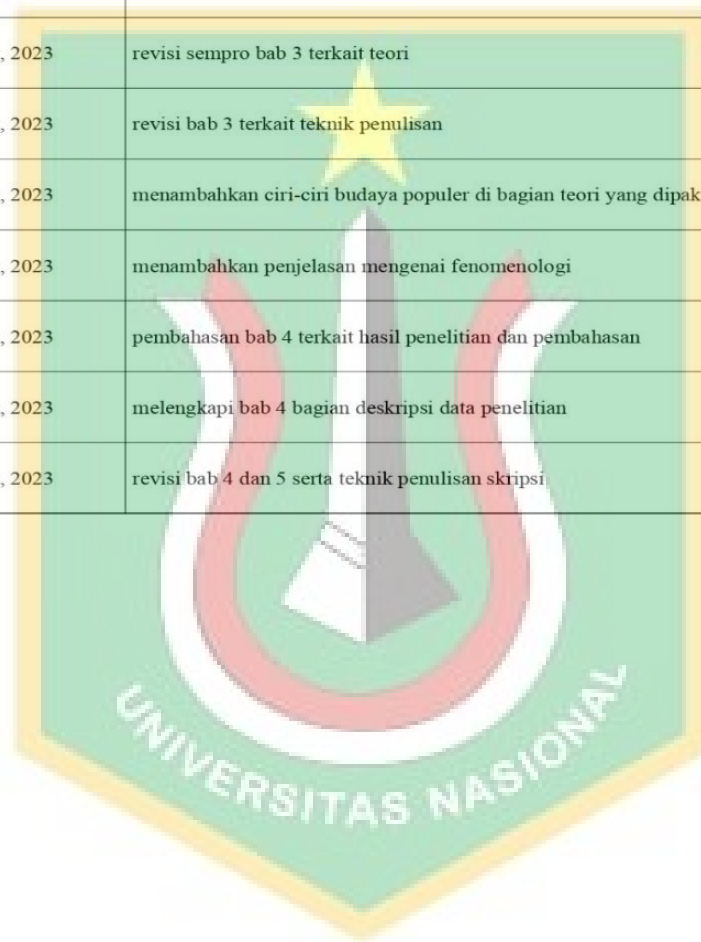 , 2023 revisi sempro bab 3 terkait teori
, 2023 revisi bab 3 terkait teknik penulisan
, 2023 menambahkan ciri-ciri budaya populer di bagian teori yang dipak
, 2023 menambahkan penjelasan mengenai fenomenologi
, 2023 pembahasan bab 4 terkait hasil penelitian dan pembahasan
, 2023 melengkapi bab 4 bagian deskripsi data penelitian
, 2023 revisi bab 4 dan 5 serta teknik penulisan skripsi
UNIVERSITAS NASIONAL